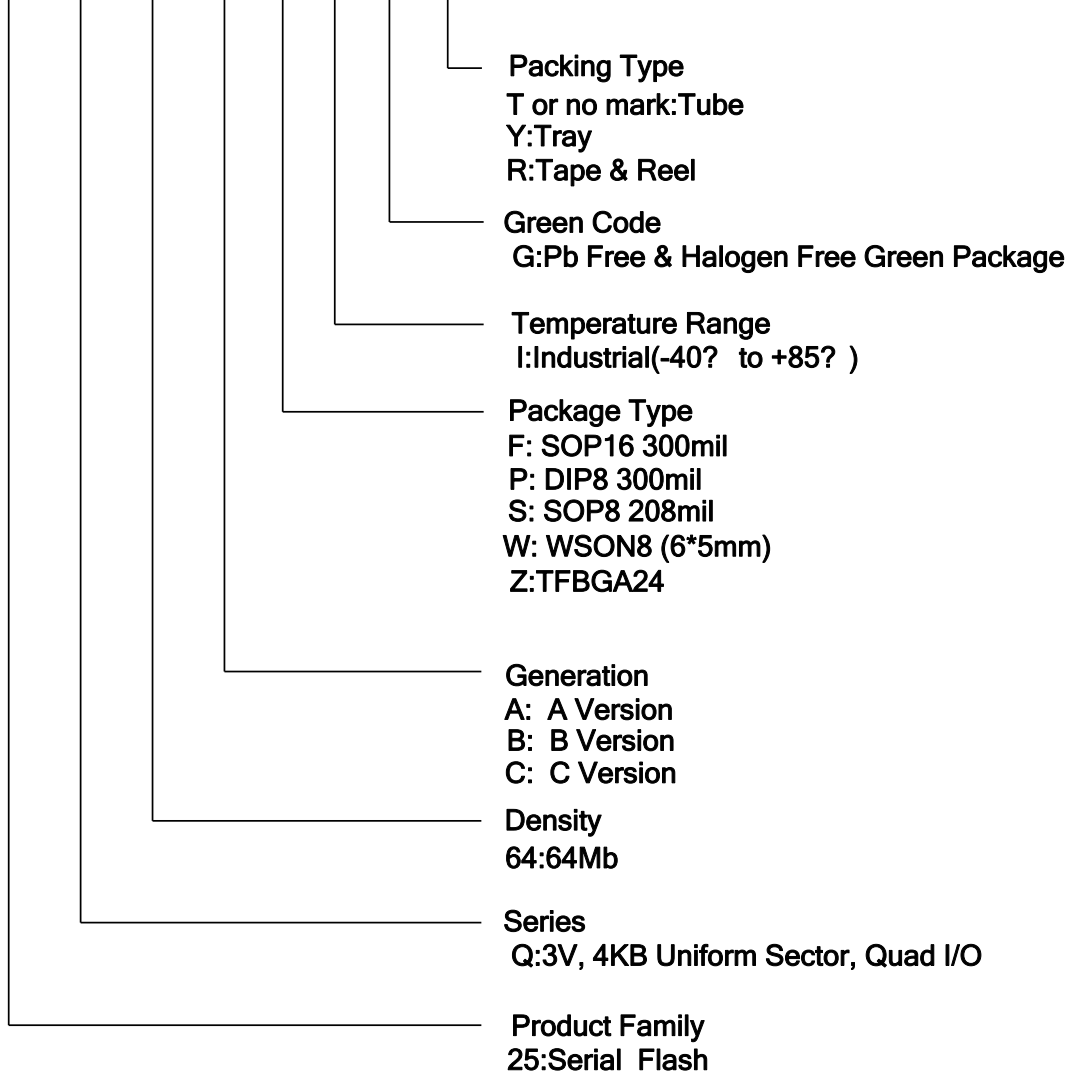 Packing Type
T or no mark:Tube
Y:Tray
R:Tape & Reel
Green Code
G:Pb Free & Halogen Free Green Package
Temperature Range
I:Industrial(-40? to +85? )
Package Type
F: SOP16 300mil
P: DIP8 300mil
S: SOP8 208mil
W: WSON8 (6*5mm)
Z:TFBGA24
Generation
A: A Version
B: B Version
C: C Version
Density
64:64Mb
Series
Q:3V, 4KB Uniform Sector, Quad I/O
Product Family
25:Serial Flash